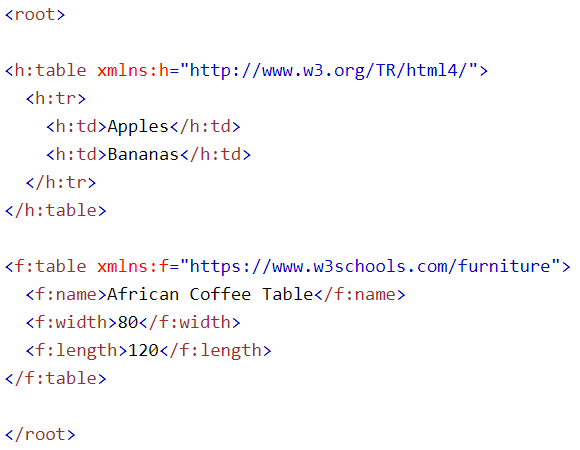 <root>
<h:table xmlns:h="http://www.w3.org/TR/html4/">
  <h:tr>
    <h:td>Apples</h:td>
    <h:td>Bananas</h:td>
  </h:tr>
</h:table>
<f:table xmlns:f="https://www.w3schools.com/furniture">
  <f:name>African Coffee Table</f:name>
  <f:width>80</f:width>
  <f:length>120</f:length>
</f:table>
</root>